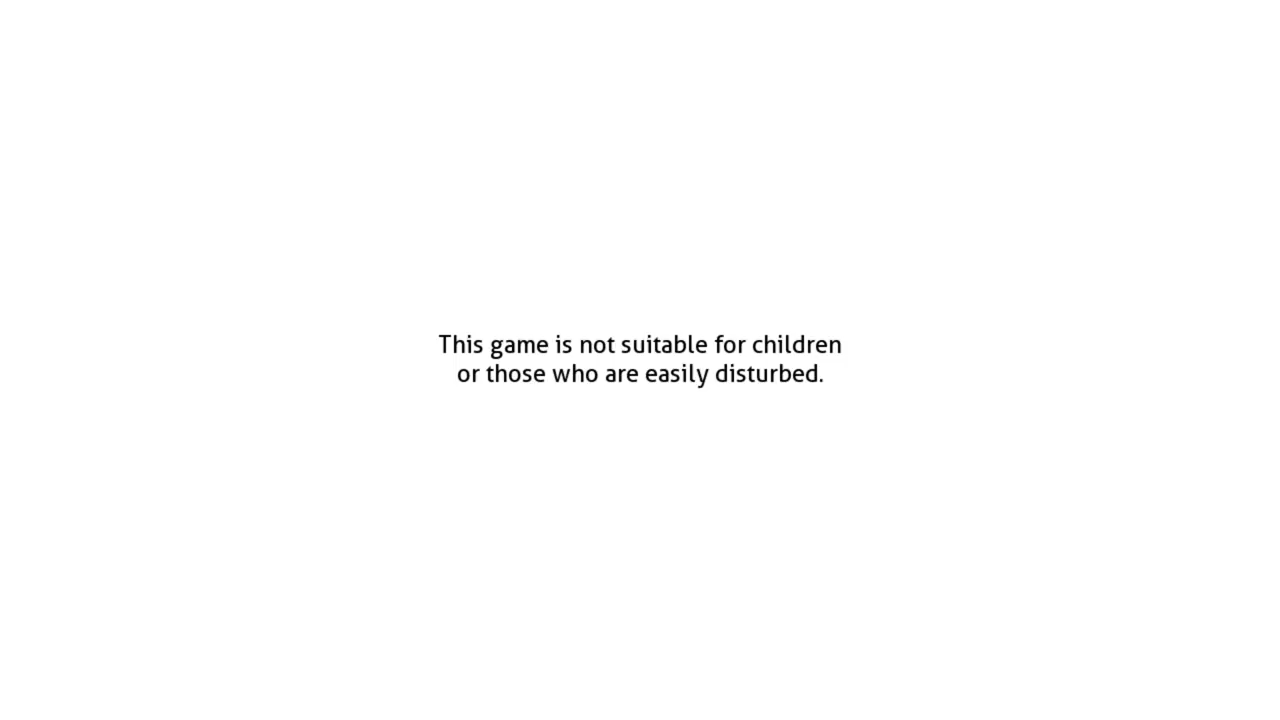 This game is not suitable for children
or those who are easily disturbed.